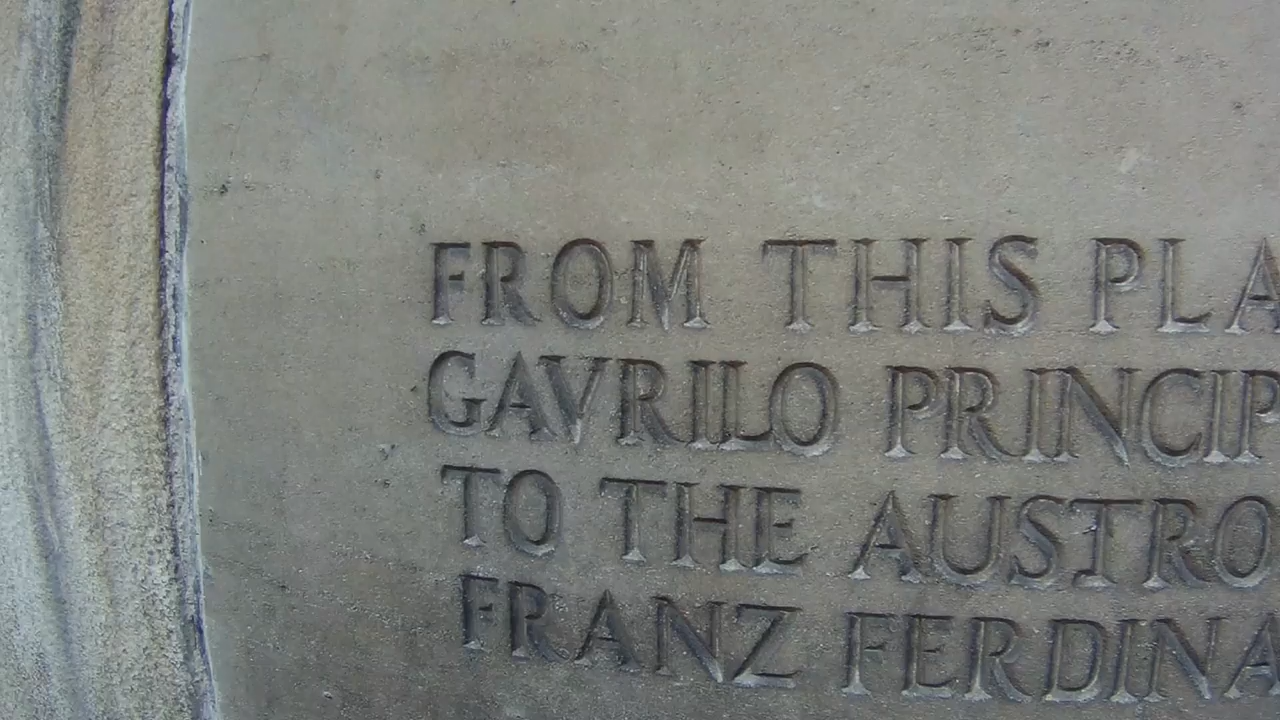 FROM THIS PLA
GAVRILO PRINCIP
TO THE AUSTRO
FRANZ FERDINA